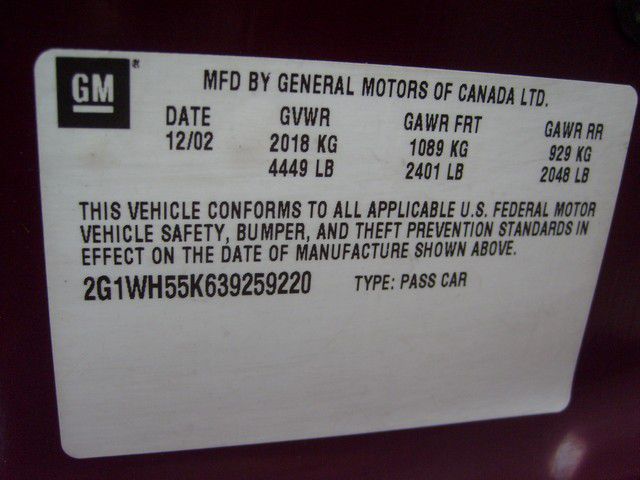 GM®
MFD BY GENERAL MOTORS OF CANADA LTD.
DATE GVWR GAWR FRT GAWR RR
12/02 2018 KG 1089 KG 929 KG
4449 LB 2401 LB 2048 LB
THIS VEHICLE CONFORMS TO ALL APPLICABLE U.S. FEDERAL MOTOR
VEHICLE SAFETY, BUMPER, AND THEFT PREVENTION STANDARDS IN
EFFECT ON THE DATE OF MANUFACTURE SHOWN ABOVE.
2G1WH55K639259220 TYPE: PASS CAR